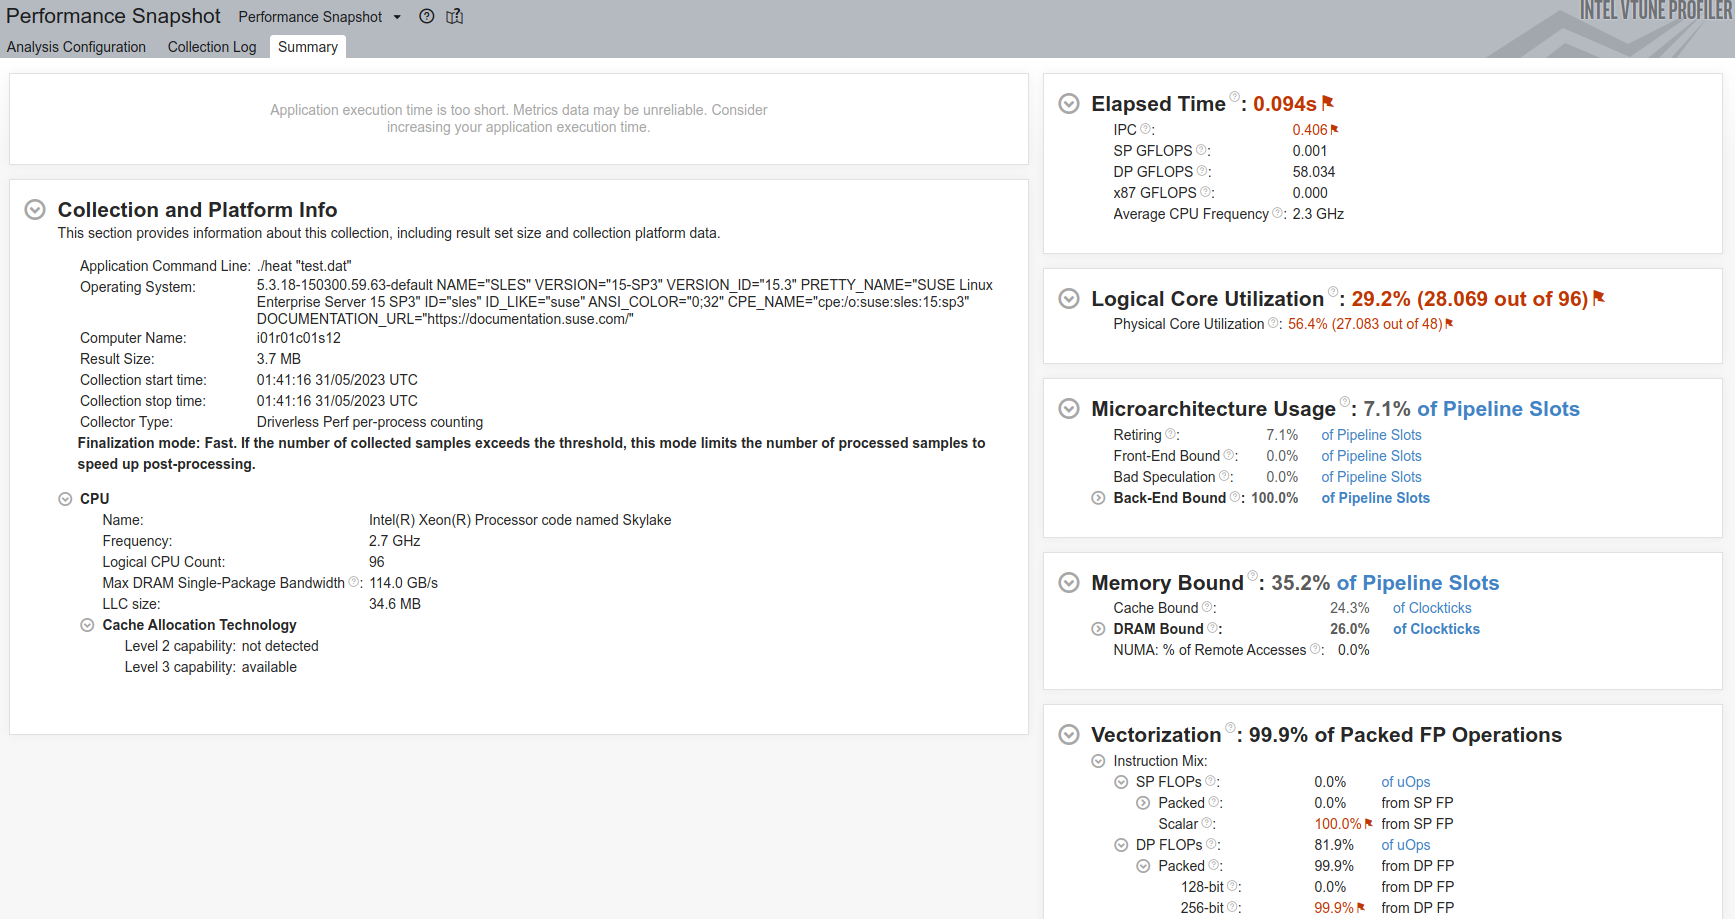 Performance Snapshot Performance Snapshot
INTEL VTUNE PROFILER
Analysis Configuration Collection Log Summary
Application execution time is too short. Metrics data may be unreliable. Consider
increasing your application execution time.
Collection and Platform Info
This section provides information about this collection, including result set size and collection platform data.
Application Command Line: ./heat "test.dat"
Operating System: 5.3.18-150300.59.63-default NAME="SLES" VERSION="15-SP3" VERSION_ID="15.3" PRETTY_NAME="SUSE Linux
Enterprise Server 15 SP3" ID="sles" ID_LIKE="suse" ANSI_COLOR="0;32" CPE_NAME="cpe:/o:suse:sles:15:sp3"
DOCUMENTATION_URL="https://documentation.suse.com/"
Computer Name: i01r01c01s12
Result Size: 3.7 MB
Collection start time: 01:41:16 31/05/2023 UTC
Collection stop time: 01:41:16 31/05/2023 UTC
Collector Type: Driverless Perf per-process counting
Finalization mode: Fast. If the number of collected samples exceeds the threshold, this mode limits the number of processed samples to
speed up post-processing.
CPU
Name: Intel(R) Xeon(R) Processor code named Skylake
Frequency: 2.7 GHz
Logical CPU Count: 96
Max DRAM Single-Package Bandwidth : 114.0 GB/s
LLC size: 34.6 MB
Cache Allocation Technology
Level 2 capability: not detected
Level 3 capability: available
Elapsed Time : 0.094s
IPC : 0.406
SP GFLOPS : 0.001
DP GFLOPS : 58.034
x87 GFLOPS : 0.000
Average CPU Frequency : 2.3 GHz
Logical Core Utilization : 29.2% (28.069 out of 96)
Physical Core Utilization : 56.4% (27.083 out of 48)
Microarchitecture Usage : 7.1% of Pipeline Slots
Retiring : 7.1% of Pipeline Slots
Front-End Bound : 0.0% of Pipeline Slots
Bad Speculation : 0.0% of Pipeline Slots
Back-End Bound : 100.0% of Pipeline Slots
Memory Bound : 35.2% of Pipeline Slots
Cache Bound : 24.3% of Clockticks
DRAM Bound : 26.0% of Clockticks
NUMA: % of Remote Accesses : 0.0%
Vectorization : 99.9% of Packed FP Operations
Instruction Mix:
SP FLOPs : 0.0% of uOps
Packed : 0.0% from SP FP
Scalar : 100.0% from SP FP
DP FLOPs : 81.9% of uOps
Packed : 99.9% from DP FP
128-bit : 0.0% from DP FP
256-bit : 99.9% from DP FP